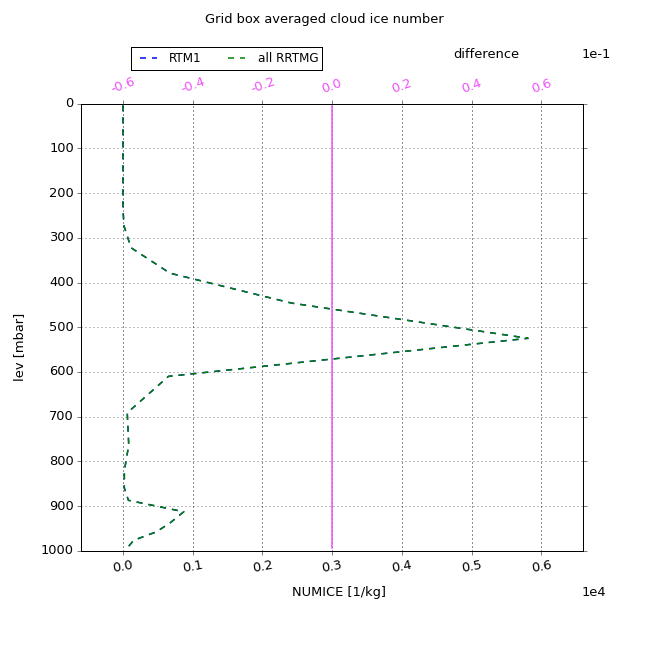 Grid box averaged cloud ice number
RTM1 all RRTMG
difference 1e-1
-0.6 -0.4 -0.2 0.0 0.2 0.4 0.6
0
100
200
300
400
500
600
700
800
900
1000
lev [mbar]
0.0 0.1 0.2 0.3 0.4 0.5 0.6
NUMICE [1/kg] 1e4